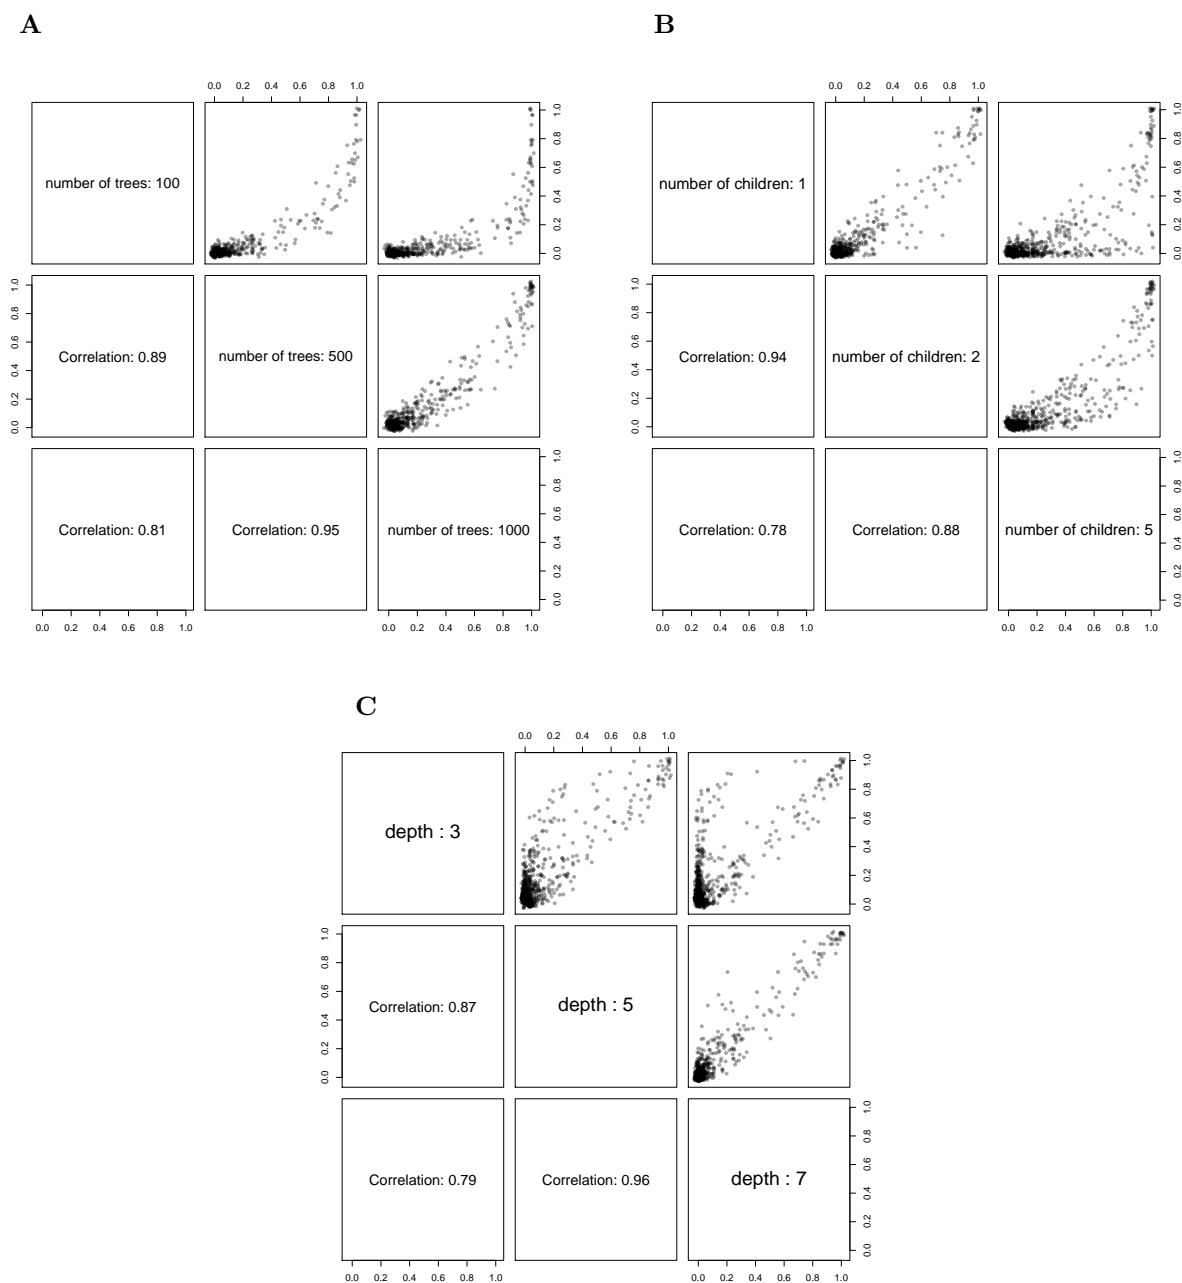 A
B
0.0 0.2 0.4 0.6 0.8 1.0
0.0 0.2 0.4 0.6 0.8 1.0
number of trees: 100
0.0 0.2 0.4 0.6 0.8 1.0
number of children: 1
0.0 0.2 0.4 0.6 0.8 1.0
0.0 0.2 0.4 0.6 0.8 1.0
Correlation: 0.89
number of trees: 500
0.0 0.2 0.4 0.6 0.8 1.0
Correlation: 0.94
number of children: 2
Correlation: 0.81
Correlation: 0.95
number of trees: 1000
0.0 0.2 0.4 0.6 0.8 1.0
Correlation: 0.78
Correlation: 0.88
number of children: 5
0.0 0.2 0.4 0.6 0.8 1.0
0.0 0.2 0.4 0.6 0.8 1.0
0.0 0.2 0.4 0.6 0.8 1.0
0.0 0.2 0.4 0.6 0.8 1.0
0.0 0.2 0.4 0.6 0.8 1.0
C
0.0 0.2 0.4 0.6 0.8 1.0
depth : 3
0.0 0.2 0.4 0.6 0.8 1.0
0.0 0.2 0.4 0.6 0.8 1.0
Correlation: 0.87
depth : 5
Correlation: 0.79
Correlation: 0.96
depth : 7
0.0 0.2 0.4 0.6 0.8 1.0
0.0 0.2 0.4 0.6 0.8 1.0
0.0 0.2 0.4 0.6 0.8 1.0